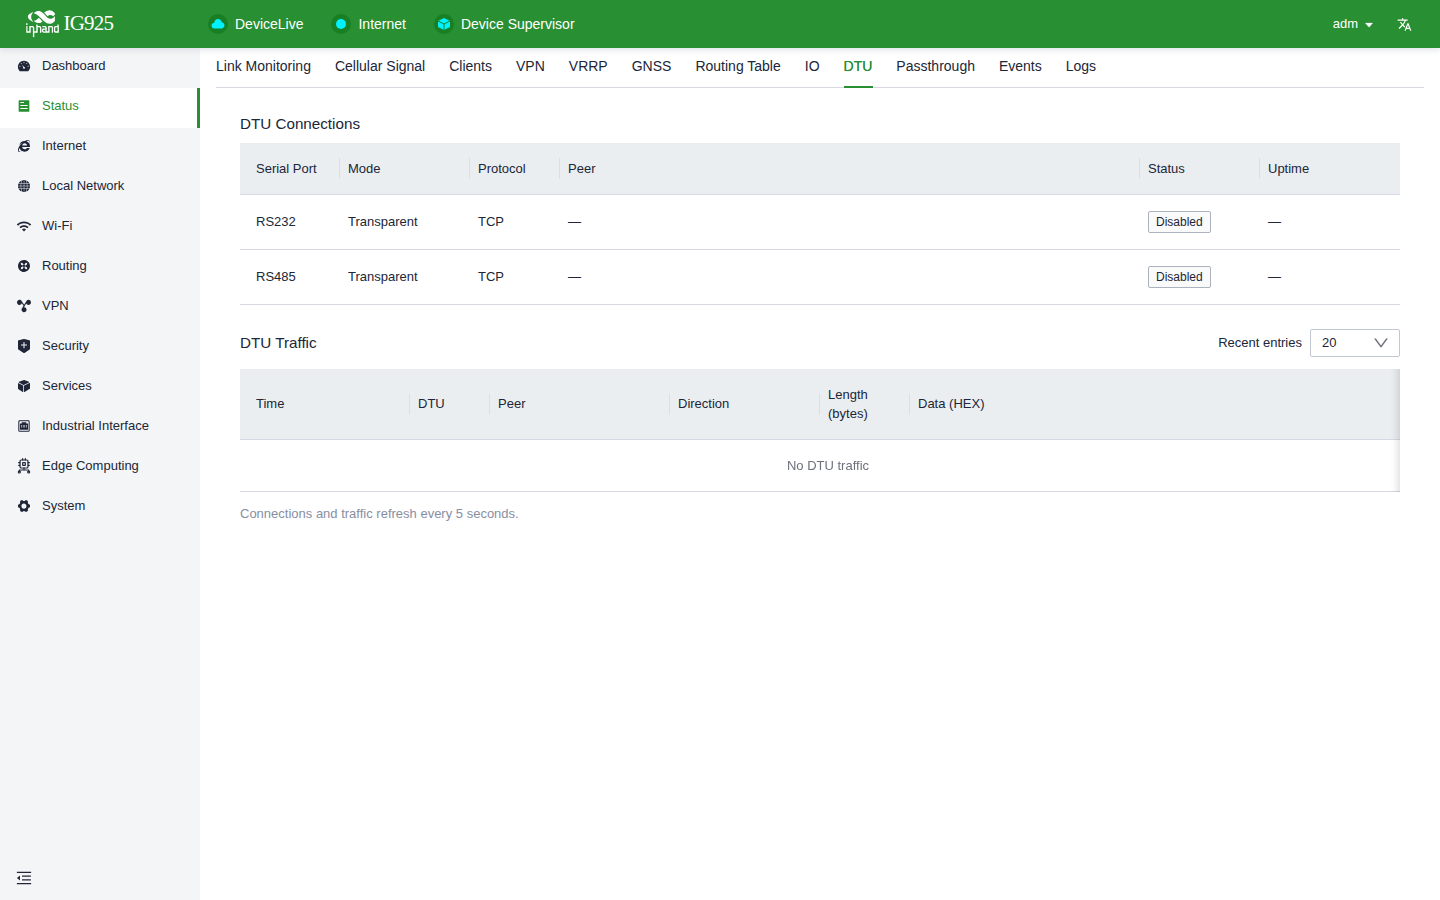 inhand IG925 DeviceLive Internet Device Supervisor adm
Dashboard
Status
Internet
Local Network
Wi-Fi
Routing
VPN
Security
Services
Industrial Interface
Edge Computing
System
Link Monitoring Cellular Signal Clients VPN VRRP GNSS Routing Table IO DTU Passthrough Events Logs
DTU Connections
Serial Port Mode Protocol Peer Status Uptime
RS232 Transparent TCP — Disabled —
RS485 Transparent TCP — Disabled —
DTU Traffic Recent entries 20
Time DTU Peer Direction Length (bytes) Data (HEX)
No DTU traffic
Connections and traffic refresh every 5 seconds.